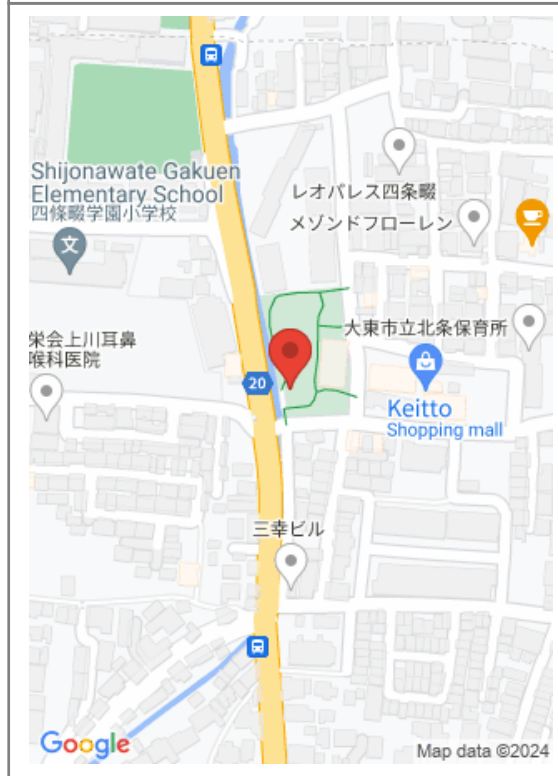 Shijonawate Gakuen
Elementary School
四條畷学園小学校
文
レオパレス四条畷
メゾンドフローレン
大東市立北条保育所
栄会上川耳鼻
喉科医院
20
Keitto
Shopping mall
三幸ビル
Google
Map data ©2024